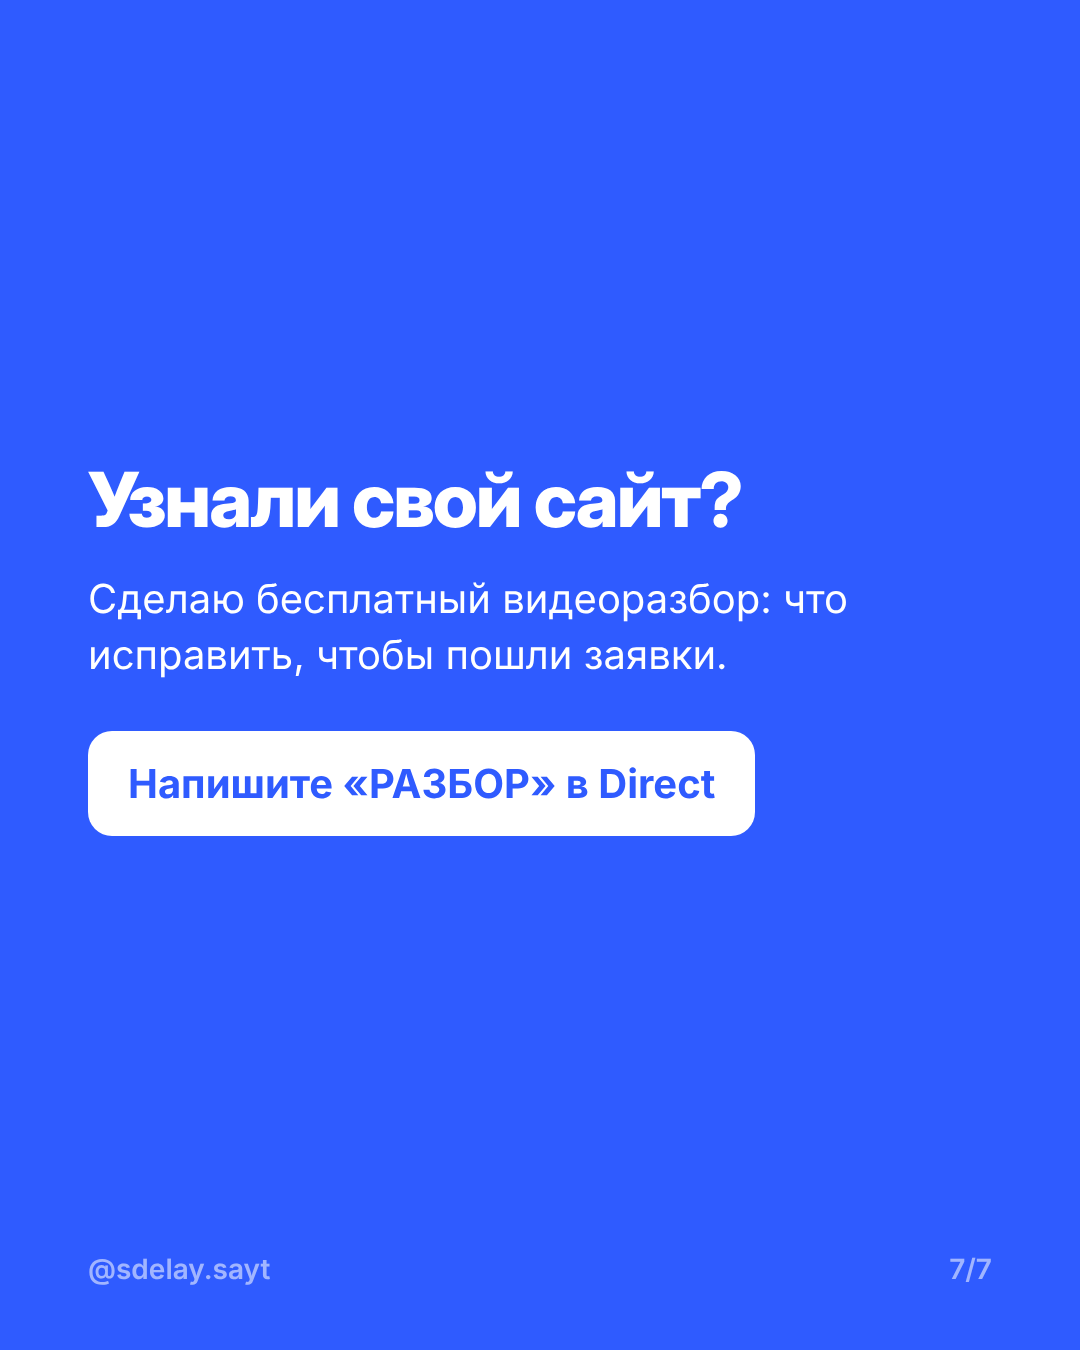 Узнали свой сайт?
Сделаю бесплатный видеоразбор: что
исправить, чтобы пошли заявки.
Напишите «РАЗБОР» в Direct
@sdelay.sayt
7/7